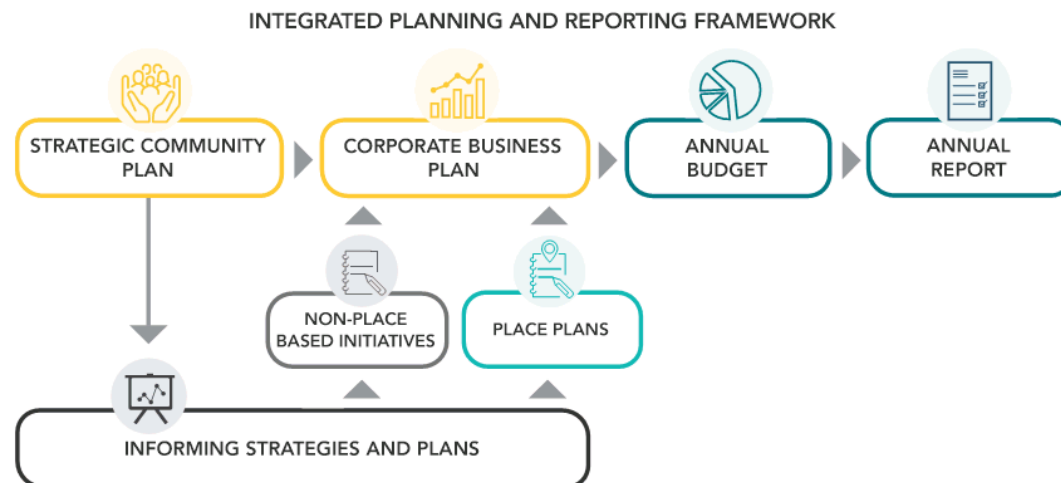 INTEGRATED PLANNING AND REPORTING FRAMEWORK
STRATEGIC COMMUNITY
PLAN
CORPORATE BUSINESS
PLAN
ANNUAL
BUDGET
ANNUAL
REPORT
NON-PLACE
BASED INITIATIVES
PLACE PLANS
INFORMING STRATEGIES AND PLANS